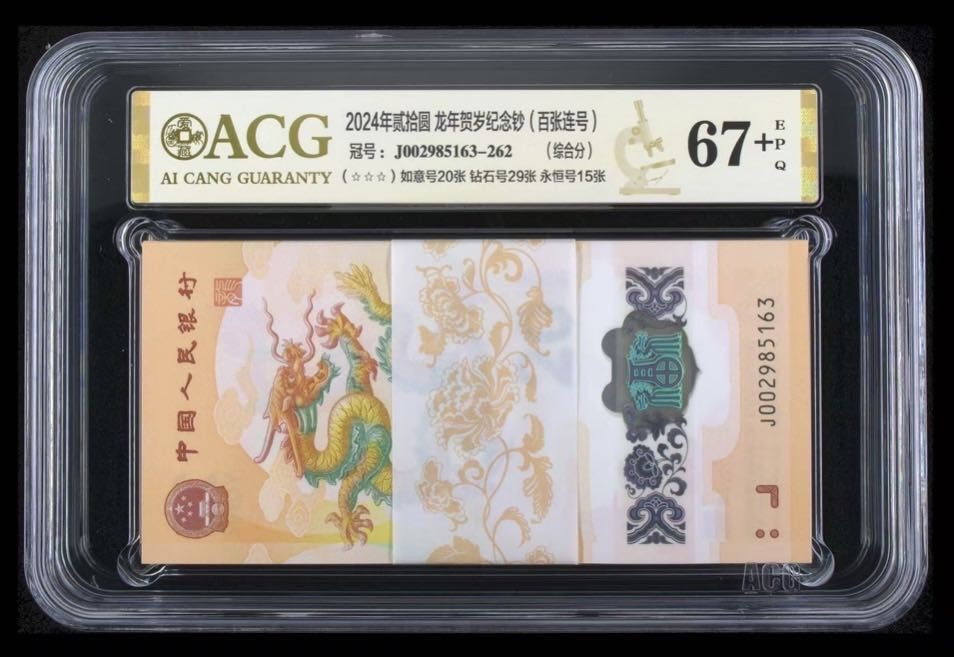 ACG
AI CANG GUARANTY
2024年贰拾圆 龙年贺岁纪念钞（百张连号）
冠号：J002985163-262 （综合分）
（☆☆☆）如意号20张 钻石号29张 永恒号15张
67+
EPQ
中国人民银行
J002985163
ACG